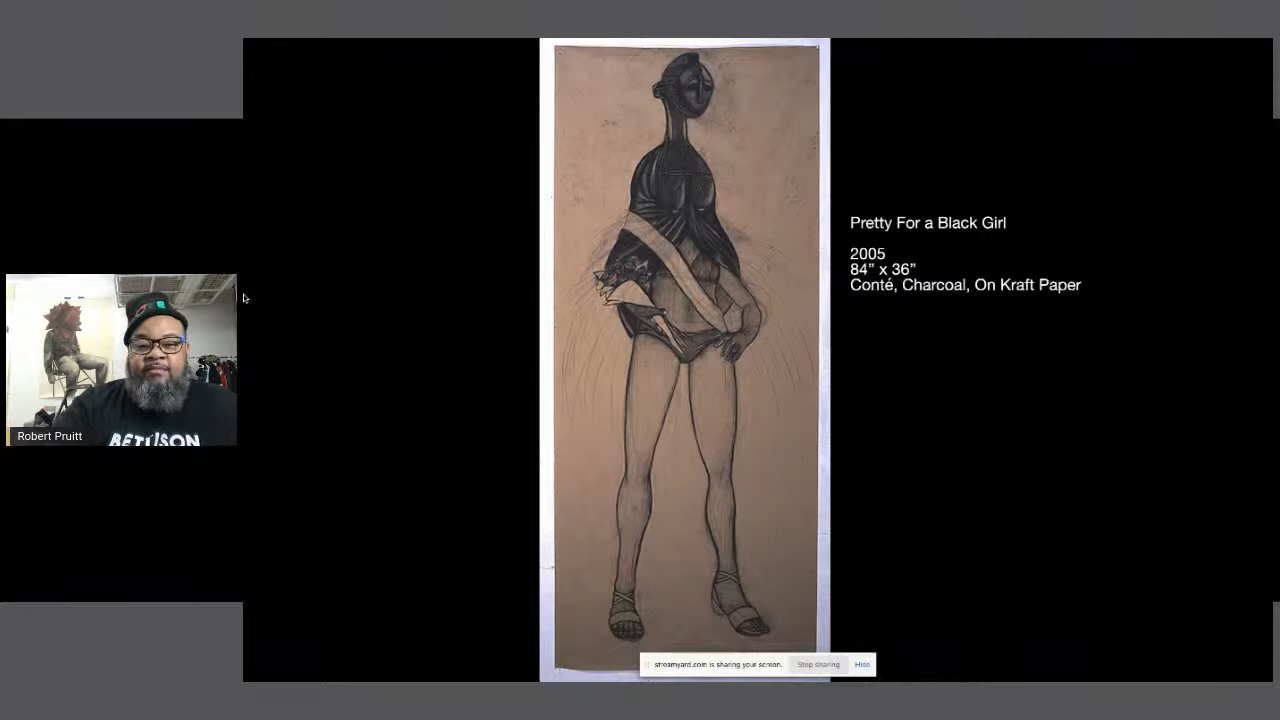 Pretty For a Black Girl
2005
84” x 36”
Conté, Charcoal, On Kraft Paper
Robert Pruitt
streamyard.com is sharing your screen.
Stop sharing
Hide